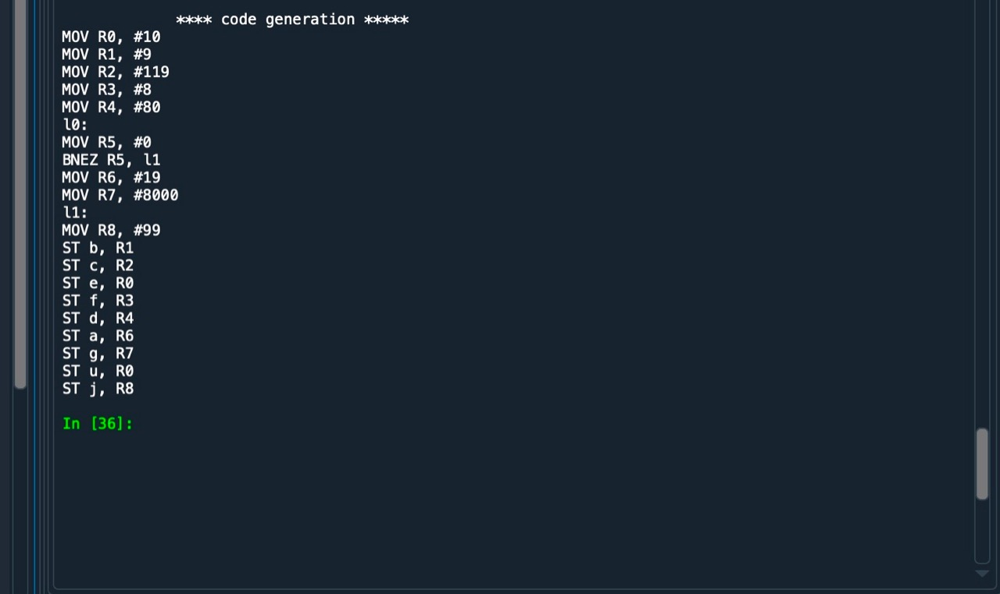 **** code generation *****
MOV R0, #10
MOV R1, #9
MOV R2, #119
MOV R3, #8
MOV R4, #80
l0:
MOV R5, #0
BNEZ R5, l1
MOV R6, #19
MOV R7, #8000
l1:
MOV R8, #99
ST b, R1
ST c, R2
ST e, R0
ST f, R3
ST d, R4
ST a, R6
ST g, R7
ST u, R0
ST j, R8
In [36]: